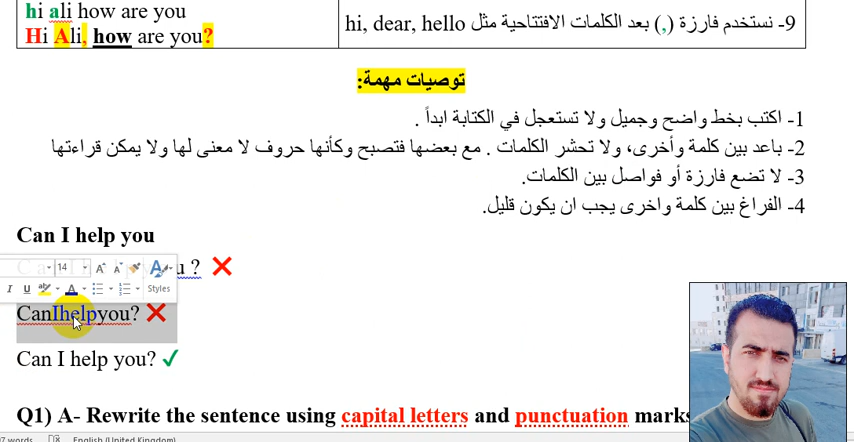 hi ali how are you
Hi Ali, how are you?
9- نستخدم فارزة (,) بعد الكلمات الافتتاحية مثل hi, dear, hello
توصيات مهمة:
1- اكتب بخط واضح وجميل ولا تستعجل في الكتابة ابداً .
2- باعد بين كلمة وأخرى، ولا تحشر الكلمات . مع بعضها فتصبح وكأنها حروف لا معنى لها ولا يمكن قراءتها
3- لا تضع فارزة أو فواصل بين الكلمات.
4- الفراغ بين كلمة واخرى يجب ان يكون قليل.
Can I help you
u ? ❌
14
I U Styles
CanIhelpyou? ❌
Can I help you? ✓
Q1) A- Rewrite the sentence using capital letters and punctuation marks
7 words English (United Kingdom)